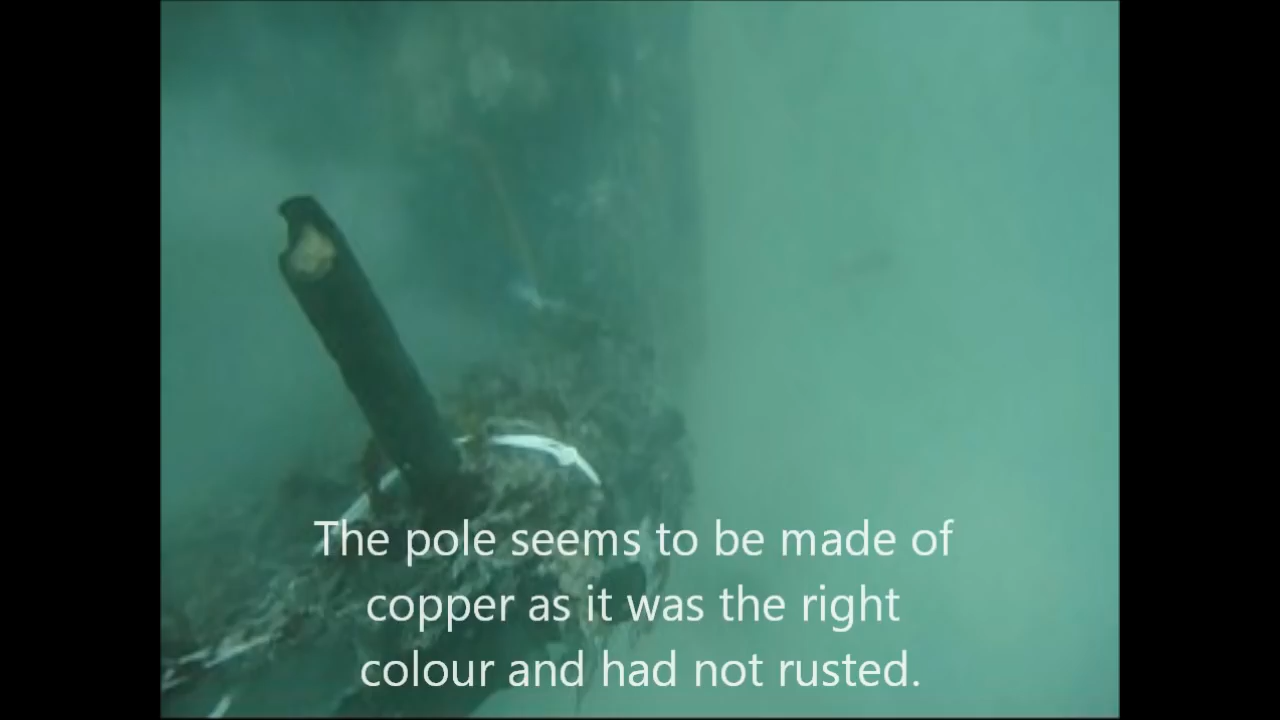 The pole seems to be made of
copper as it was the right
colour and had not rusted.